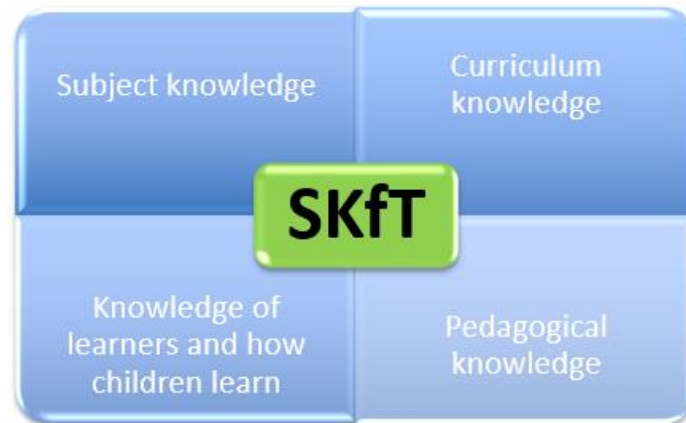 Subject knowledge
Curriculum
knowledge
SKfT
Knowledge of
learners and how
children learn
Pedagogical
knowledge